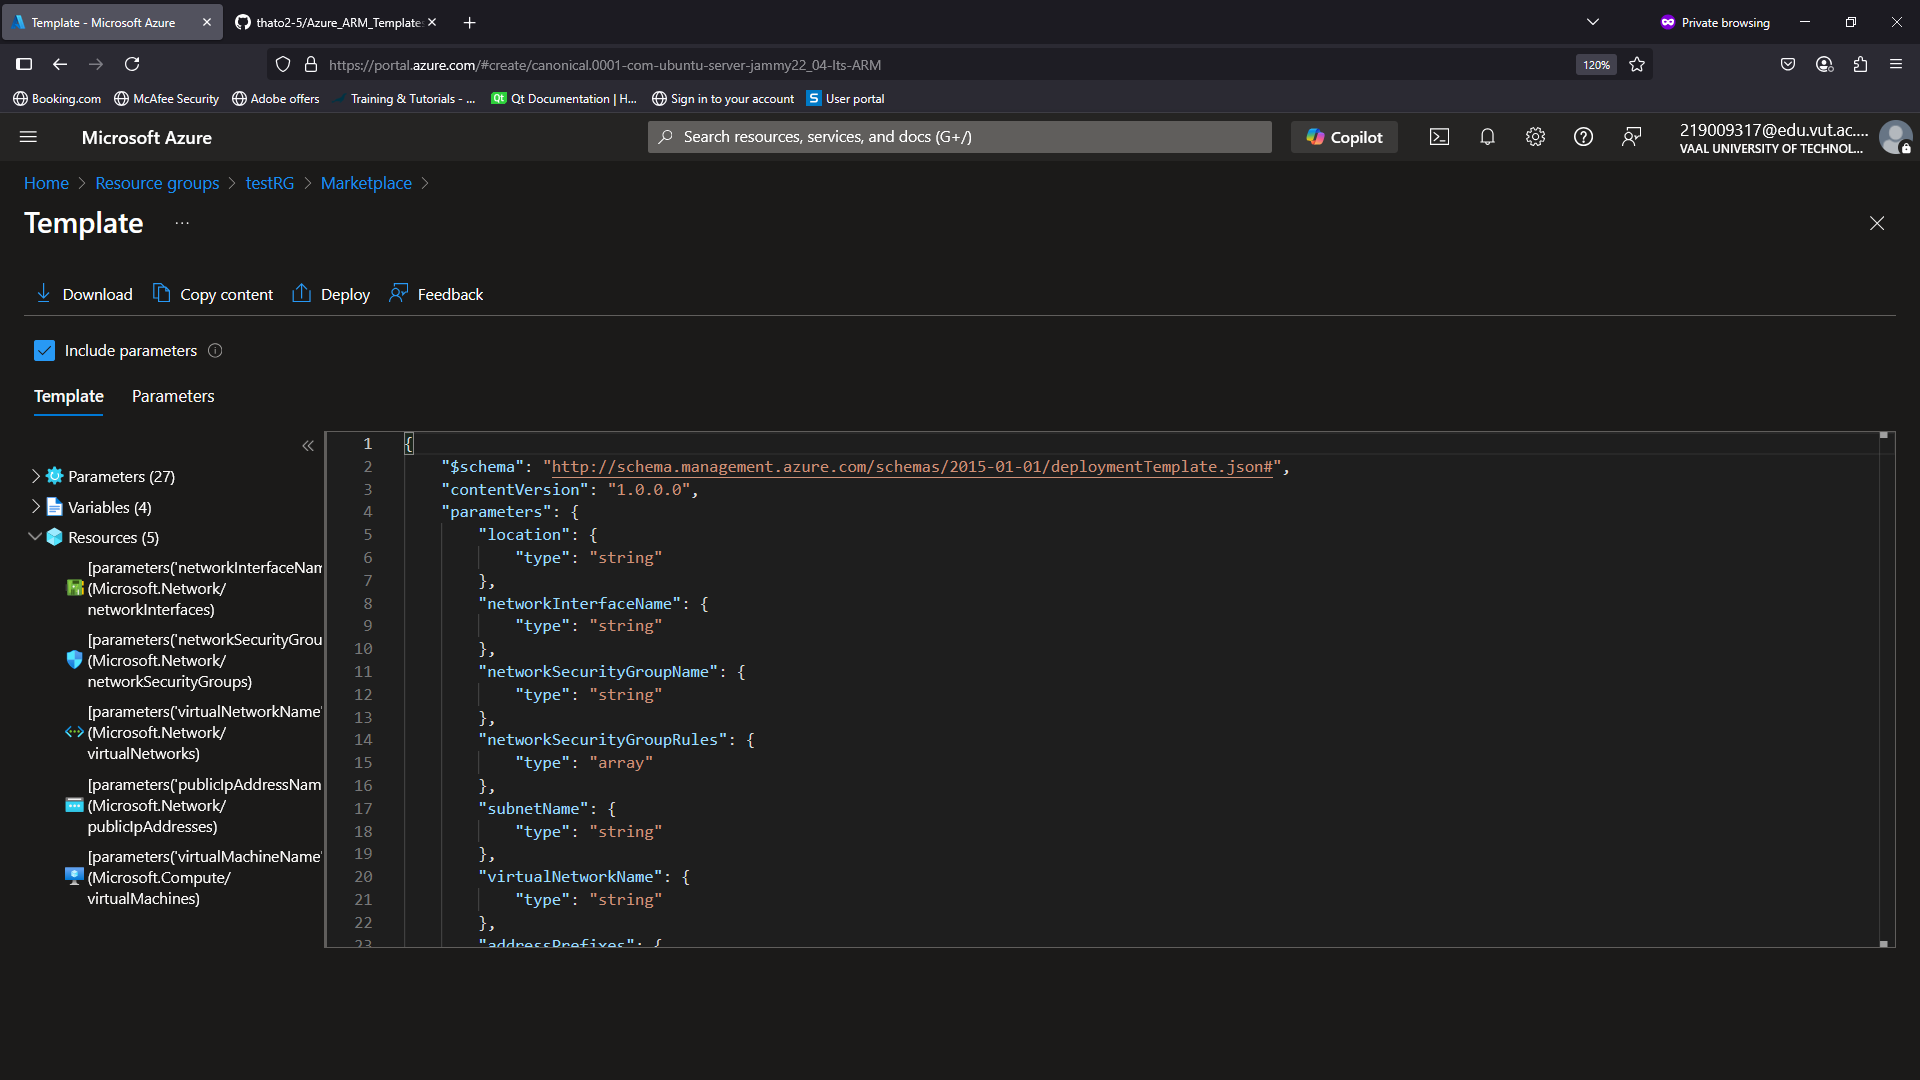 Template - Microsoft Azure
thato2-5/Azure_ARM_Templates
Private browsing
https://portal.azure.com/#create/canonical.0001-com-ubuntu-server-jammy22_04-lts-ARM
120%
Booking.com
McAfee Security
Adobe offers
Training & Tutorials - ...
Qt Documentation | H...
Sign in to your account
S User portal
Microsoft Azure
Search resources, services, and docs (G+/)
Copilot
219009317@edu.vut.ac....
VAAL UNIVERSITY OF TECHNOL...
Home > Resource groups > testRG > Marketplace >
Template ...
Download
Copy content
Deploy
Feedback
Include parameters
Template
Parameters
Parameters (27)
Variables (4)
Resources (5)
[parameters('networkInterfaceNam
(Microsoft.Network/
networkInterfaces)
[parameters('networkSecurityGrou
(Microsoft.Network/
networkSecurityGroups)
[parameters('virtualNetworkName'
(Microsoft.Network/
virtualNetworks)
[parameters('publicIpAddressNam
(Microsoft.Network/
publicIpAddresses)
[parameters('virtualMachineName'
(Microsoft.Compute/
virtualMachines)
1 {
2 "$schema": "http://schema.management.azure.com/schemas/2015-01-01/deploymentTemplate.json#",
3 "contentVersion": "1.0.0.0",
4 "parameters": {
5 "location": {
6 "type": "string"
7 },
8 "networkInterfaceName": {
9 "type": "string"
10 },
11 "networkSecurityGroupName": {
12 "type": "string"
13 },
14 "networkSecurityGroupRules": {
15 "type": "array"
16 },
17 "subnetName": {
18 "type": "string"
19 },
20 "virtualNetworkName": {
21 "type": "string"
22 },
23 "addressPrefixes": {